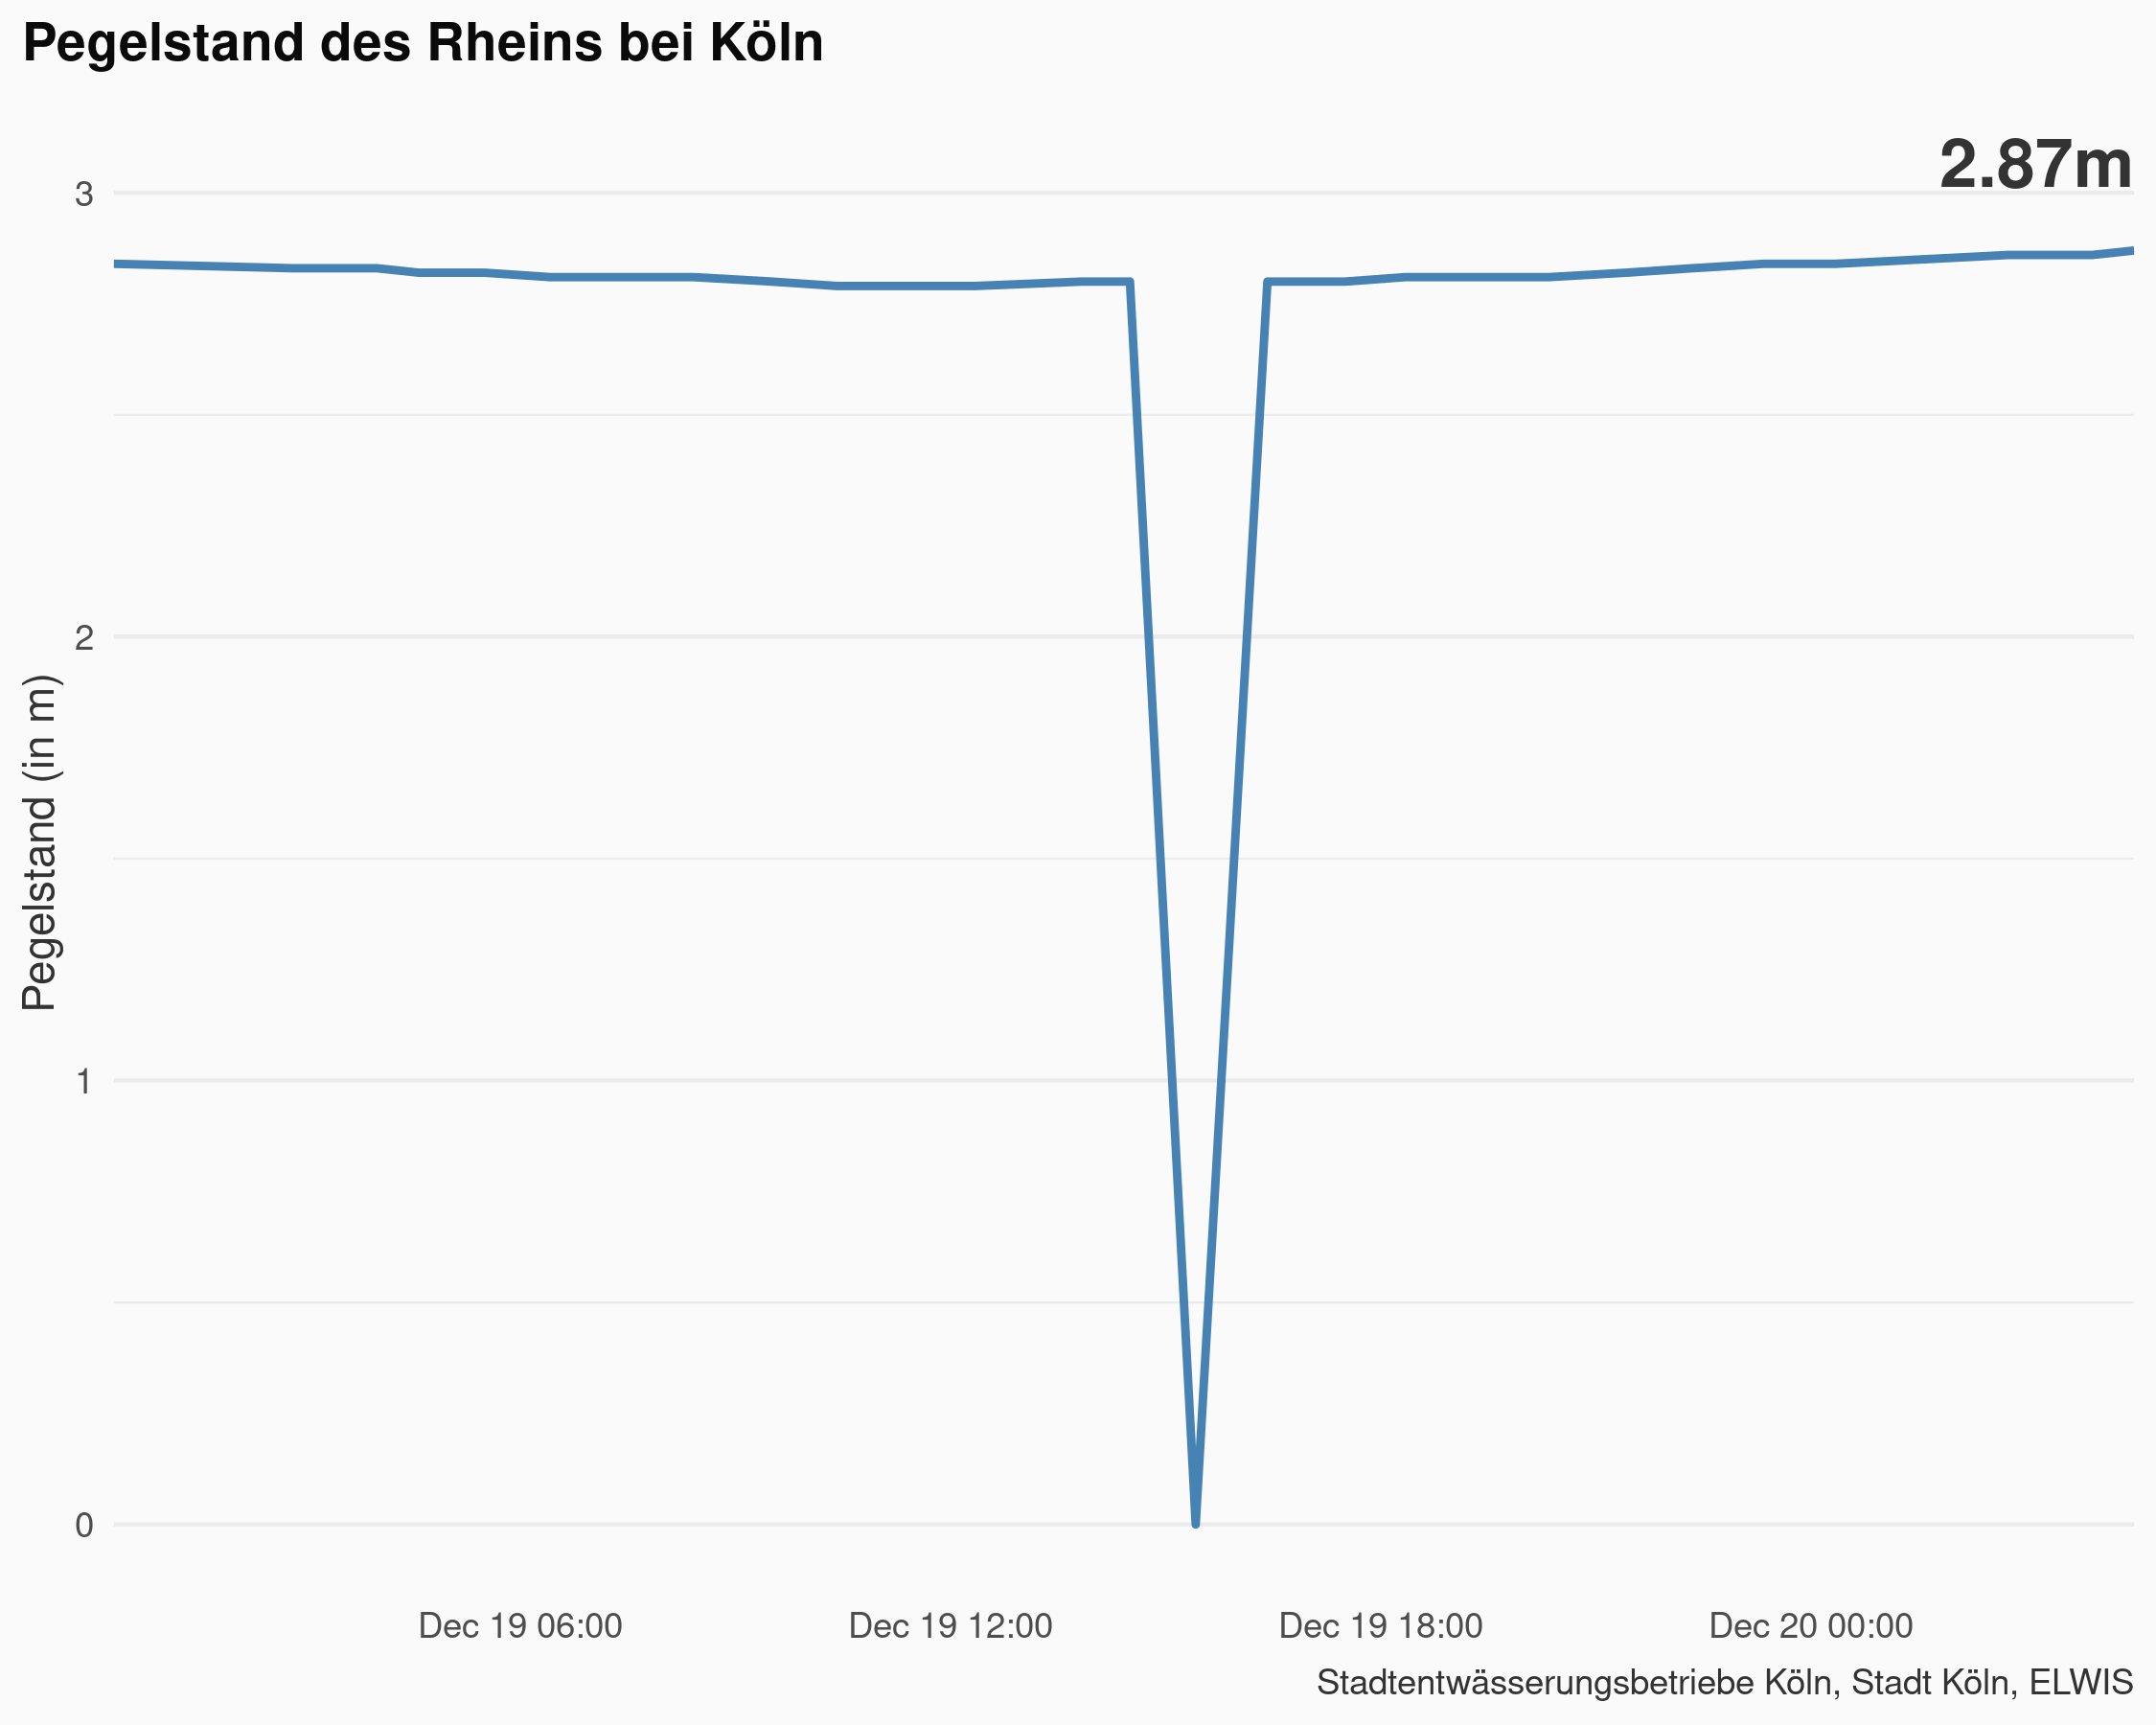 Pegelstand des Rheins bei Köln
2.87m
Pegelstand (in m)
3
2
1
0
Dec 19 06:00
Dec 19 12:00
Dec 19 18:00
Dec 20 00:00
Stadtentwässerungsbetriebe Köln, Stadt Köln, ELWIS